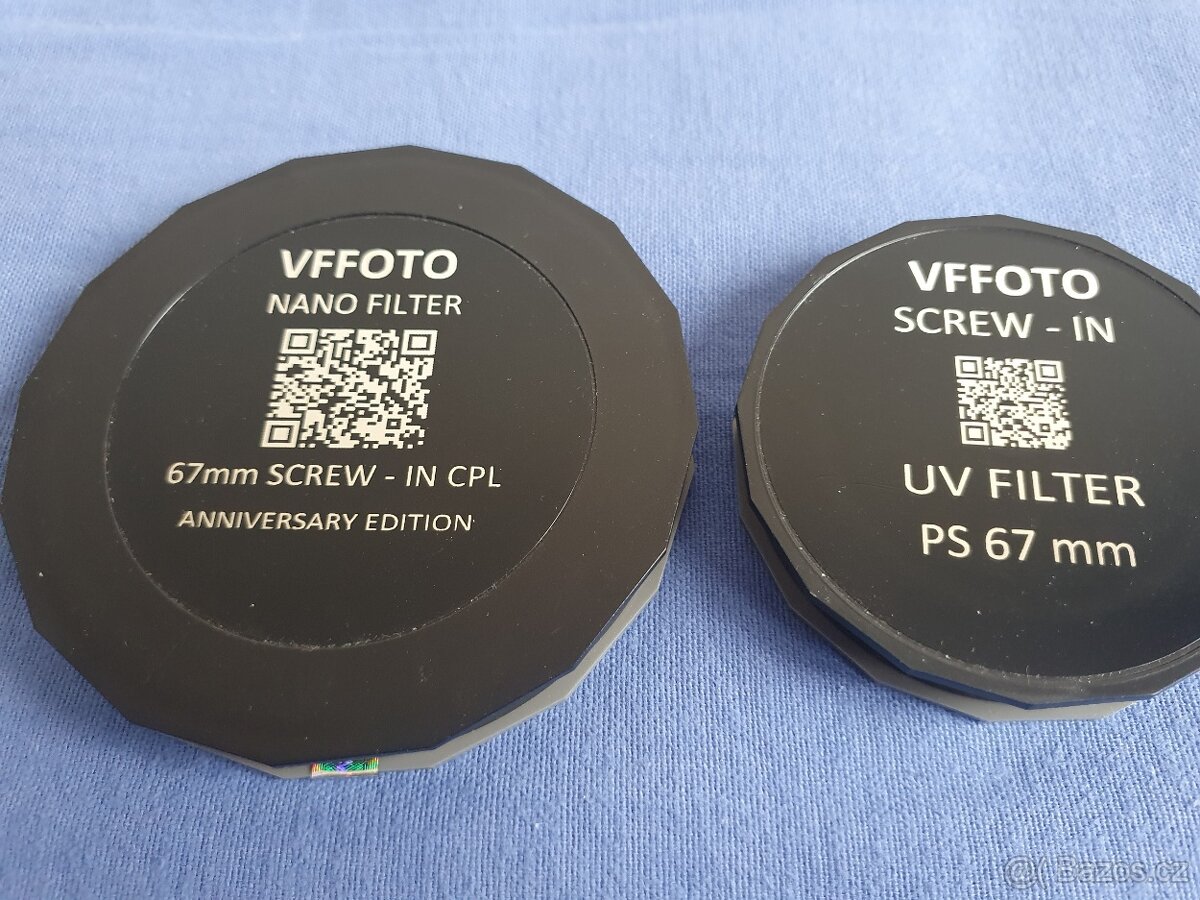 VFFOTO
NANO FILTER
67mm SCREW - IN CPL
ANNIVERSARY EDITION
VFFOTO
SCREW - IN
UV FILTER
PS 67 mm
Bazos.cz